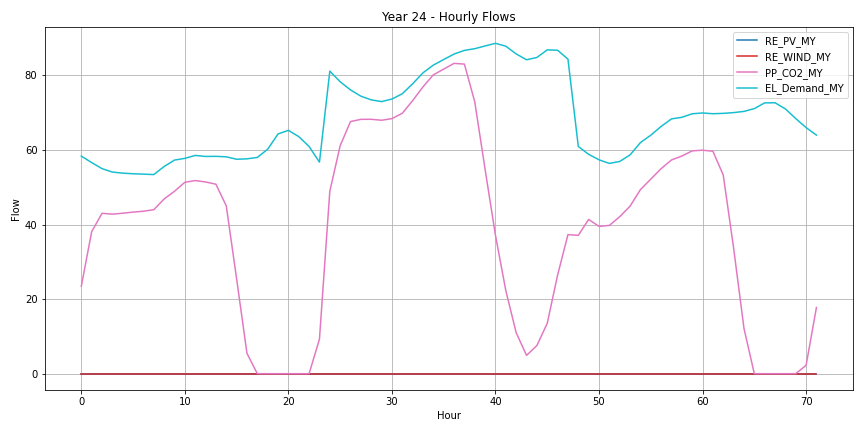 Year 24 - Hourly Flows
RE_PV_MY
RE_WIND_MY
PP_CO2_MY
EL_Demand_MY
80
60
40
20
0
Flow
0 10 20 30 40 50 60 70
Hour